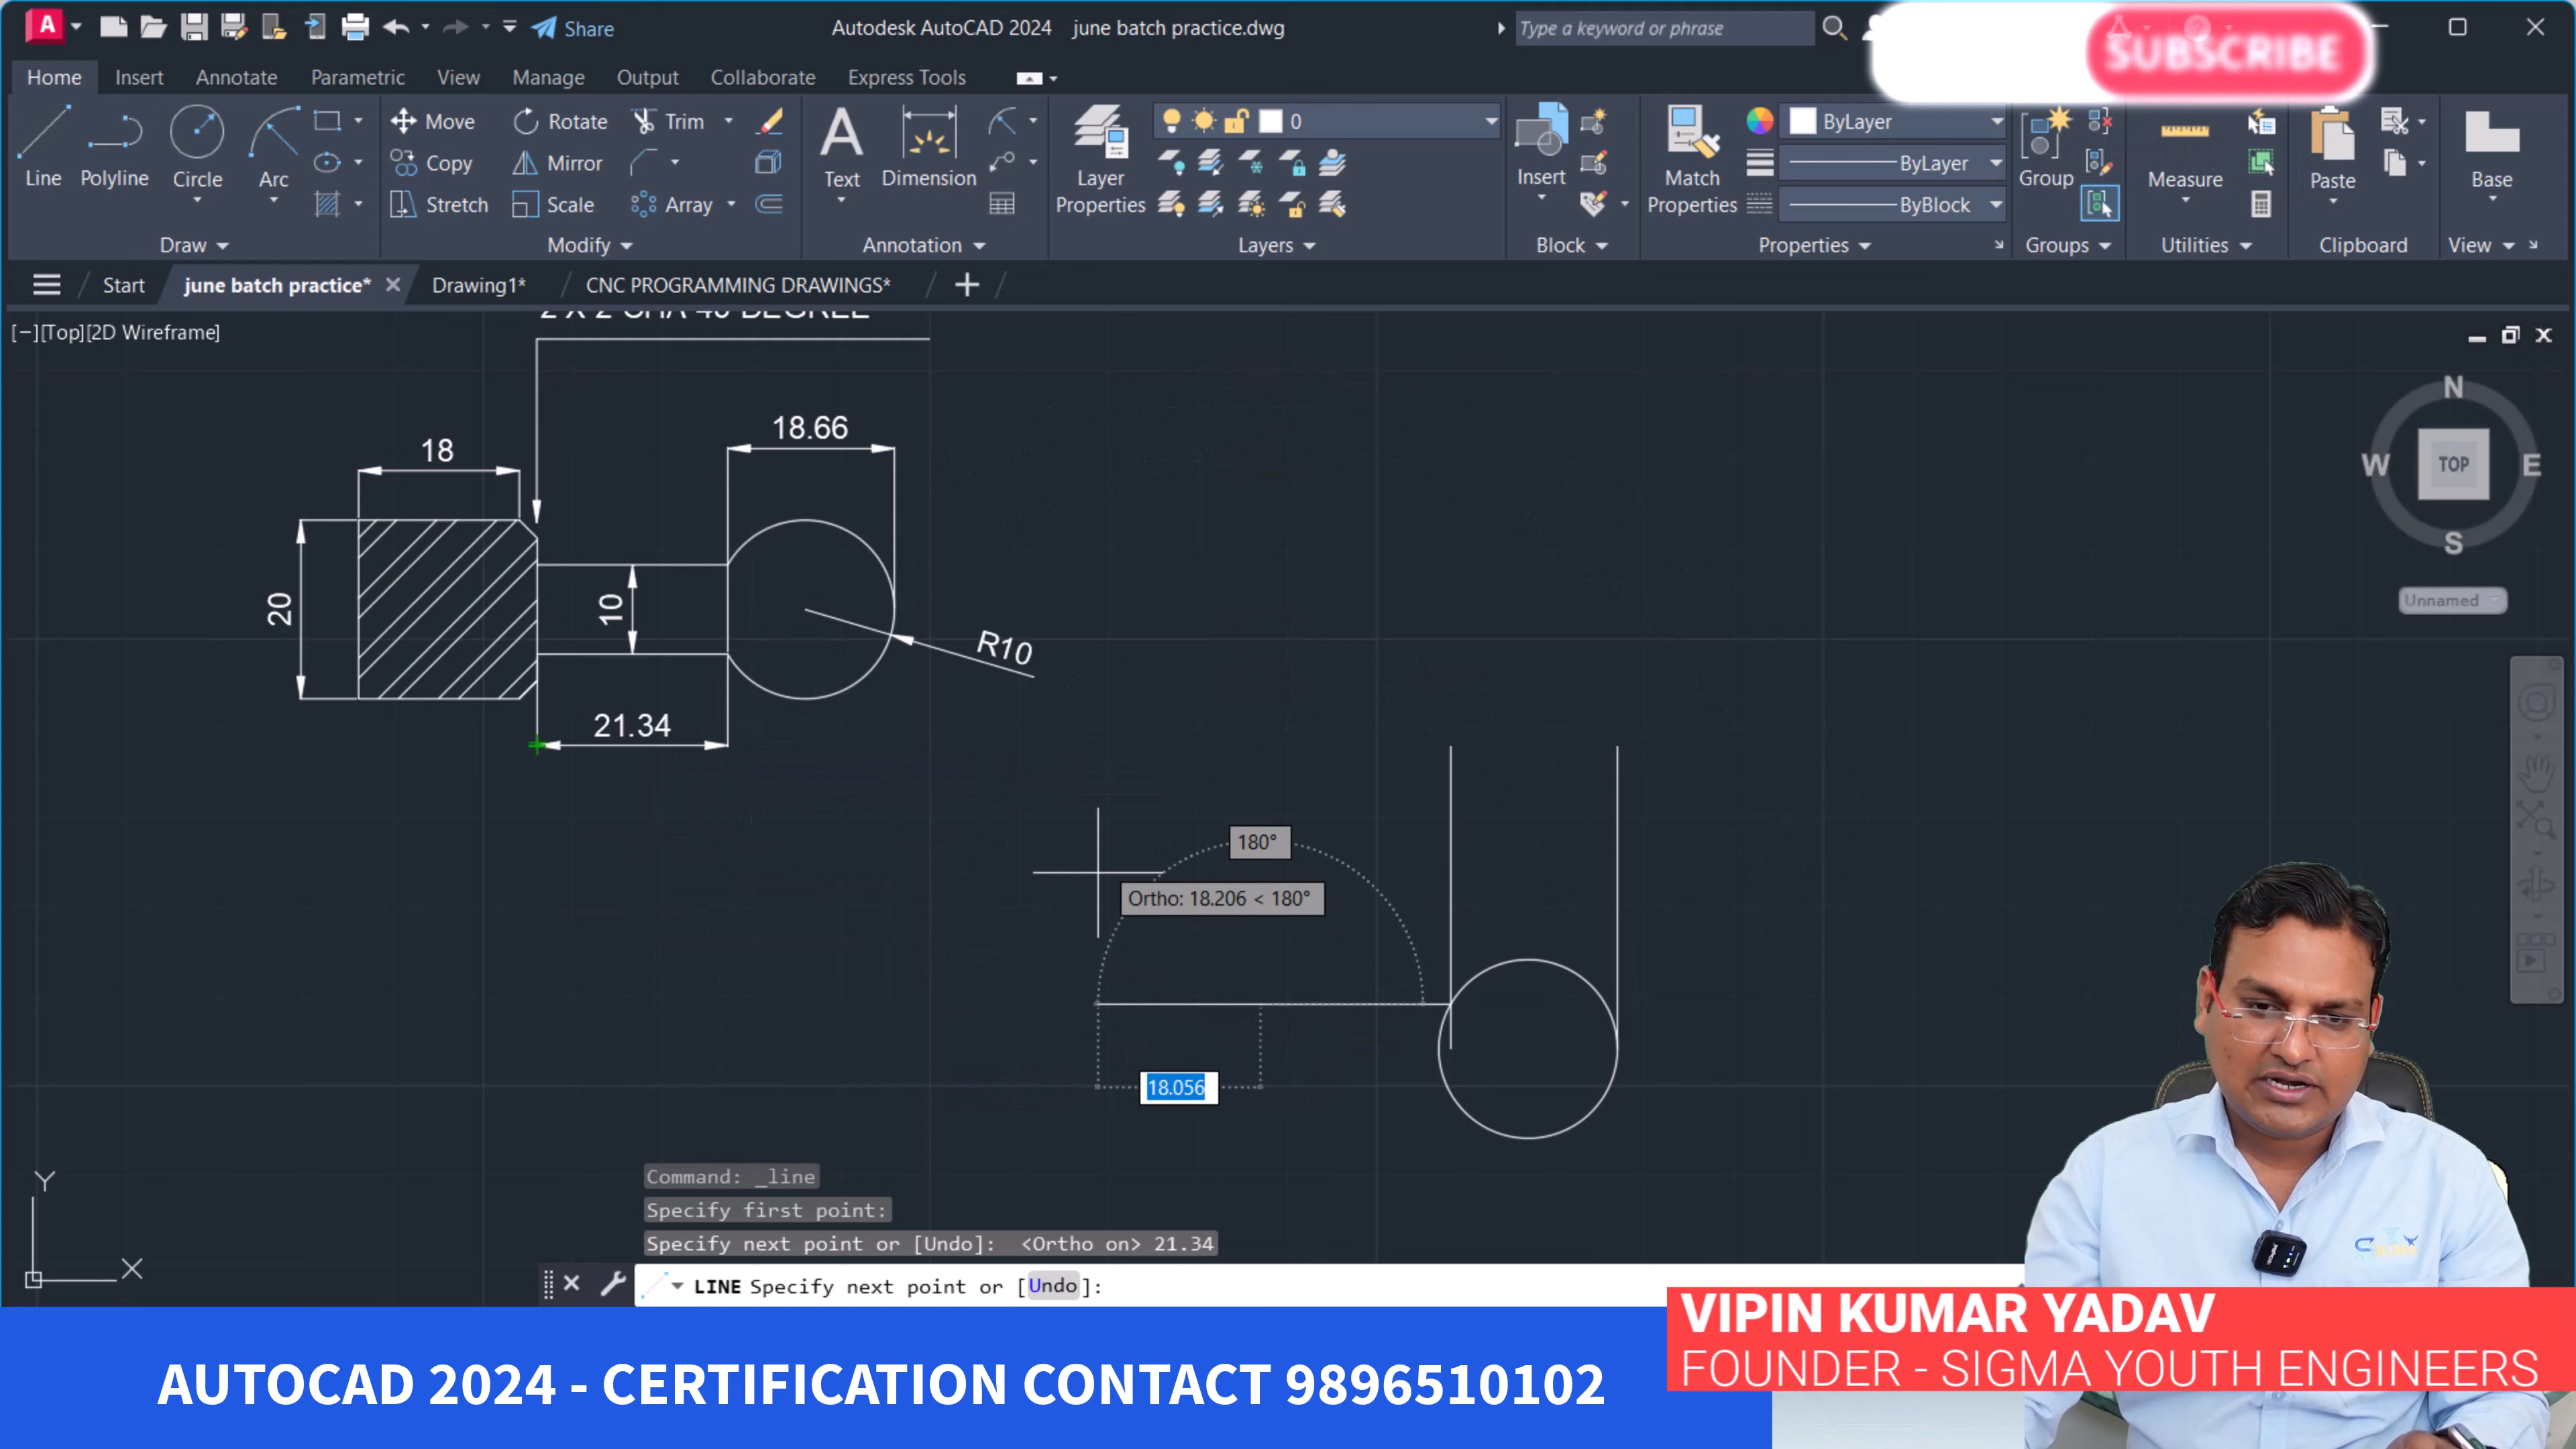 Share
Autodesk AutoCAD 2024 june batch practice.dwg
Type a keyword or phrase
SUBSCRIBE
Home Insert Annotate Parametric View Manage Output Collaborate Express Tools
Line Polyline Circle Arc
Draw
Move Rotate Trim
Copy Mirror
Stretch Scale Array
Modify
Text Dimension
Annotation
Layer
Properties
0
Layers
Insert
Block
Match
Properties
ByLayer
ByLayer
ByBlock
Properties
Group
Groups
Measure
Utilities
Paste
Clipboard
Base
View
Start june batch practice* Drawing1* CNC PROGRAMMING DRAWINGS*
[−][Top][2D Wireframe]
2 X 2 CHA 45 DEGREE
18
18.66
20
10
R10
21.34
N
W TOP E
S
Unnamed
180°
Ortho: 18.206 < 180°
18.056
Y
X
Command: _line
Specify first point:
Specify next point or [Undo]: <Ortho on> 21.34
LINE Specify next point or [Undo]:
VIPIN KUMAR YADAV
FOUNDER - SIGMA YOUTH ENGINEERS
AUTOCAD 2024 - CERTIFICATION CONTACT 9896510102